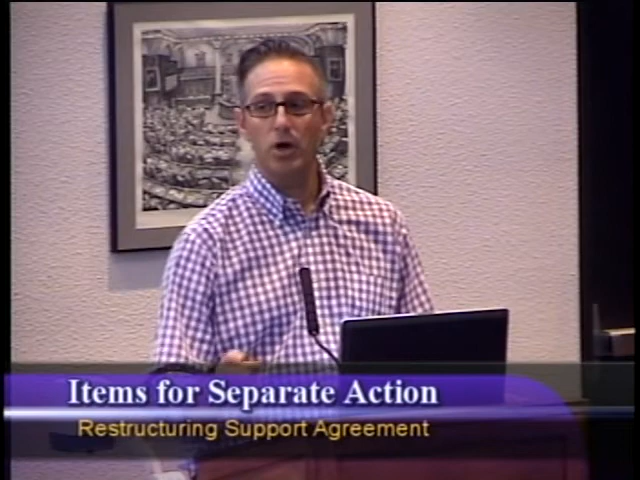 Items for Separate Action
Restructuring Support Agreement